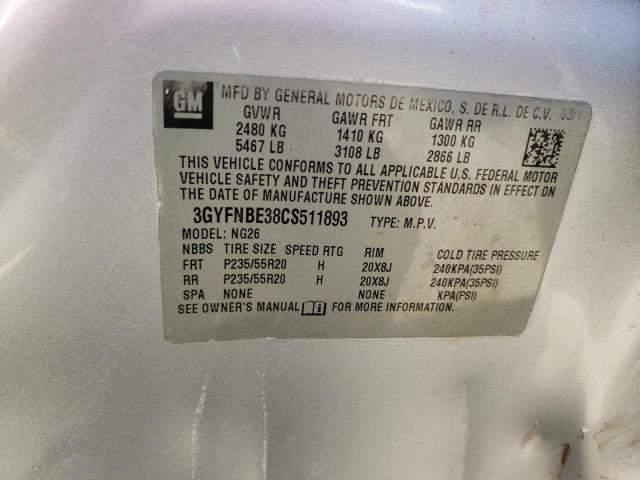 GM
MFD BY GENERAL MOTORS DE MEXICO, S. DE R.L. DE C.V. 03/1
GVWR GAWR FRT GAWR RR
2480 KG 1410 KG 1300 KG
5467 LB 3108 LB 2866 LB
THIS VEHICLE CONFORMS TO ALL APPLICABLE U.S. FEDERAL MOTOR
VEHICLE SAFETY AND THEFT PREVENTION STANDARDS IN EFFECT ON
THE DATE OF MANUFACTURE SHOWN ABOVE.
3GYFNBE38CS511893 TYPE: M.P.V.
MODEL: NG26
NBBS TIRE SIZE SPEED RTG RIM COLD TIRE PRESSURE
FRT P235/55R20 H 20X8J 240KPA(35PSI)
RR P235/55R20 H 20X8J 240KPA(35PSI)
SPA NONE NONE KPA(PSI)
SEE OWNER'S MANUAL FOR MORE INFORMATION.